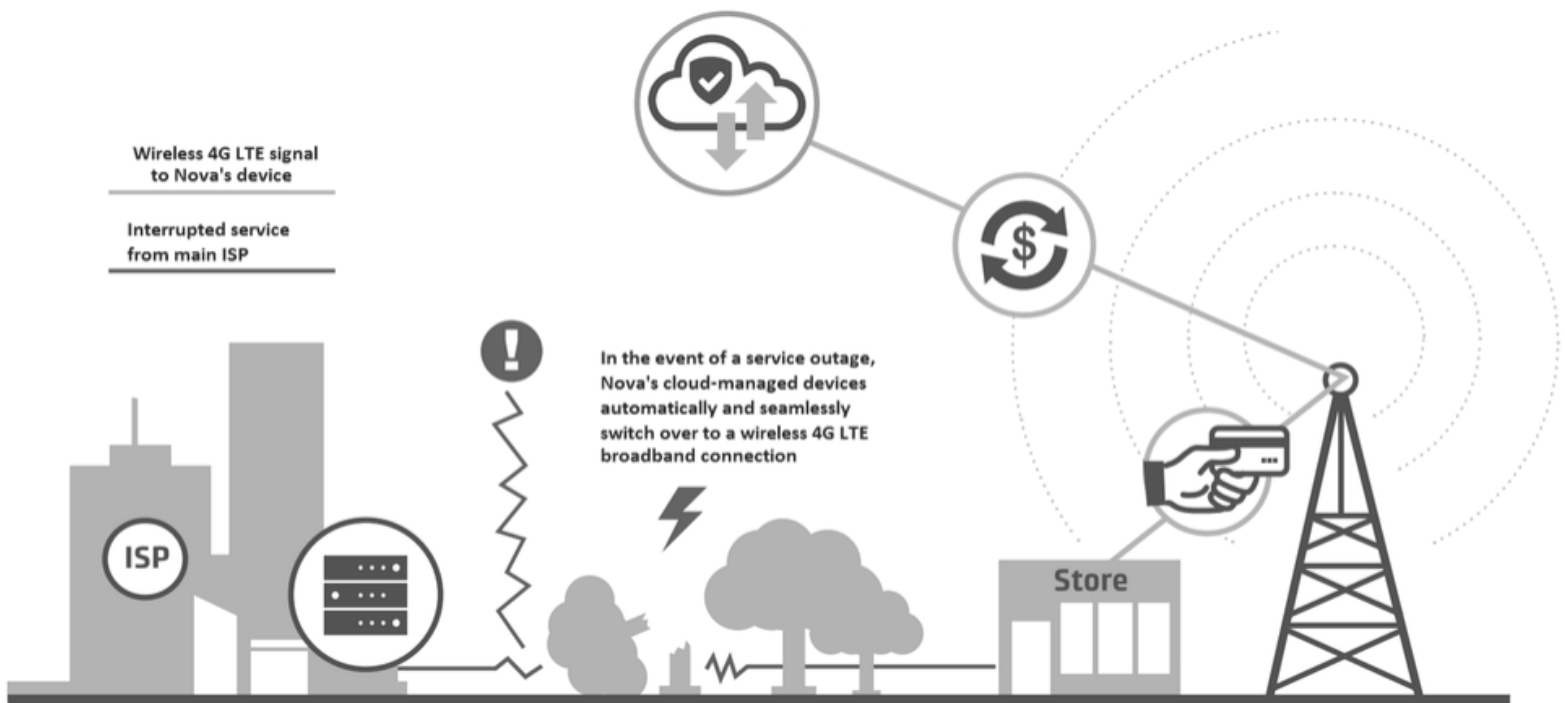 Wireless 4G LTE signal
to Nova's device
Interrupted service
from main ISP
$
!
In the event of a service outage,
Nova's cloud-managed devices
automatically and seamlessly
switch over to a wireless 4G LTE
broadband connection
ISP
Store